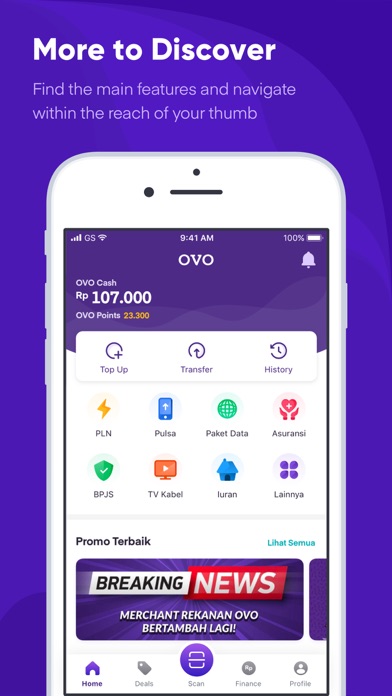 More to Discover
Find the main features and navigate
within the reach of your thumb
GS 9:41 AM 100%
OVO
OVO Cash
Rp 107.000
OVO Points 23.300
Top Up Transfer History
PLN Pulsa Paket Data Asuransi
BPJS TV Kabel Iuran Lainnya
Promo Terbaik Lihat Semua
BREAKING NEWS
MERCHANT REKANAN OVO
BERTAMBAH LAGI!
Rp
Home Deals Scan Finance Profile